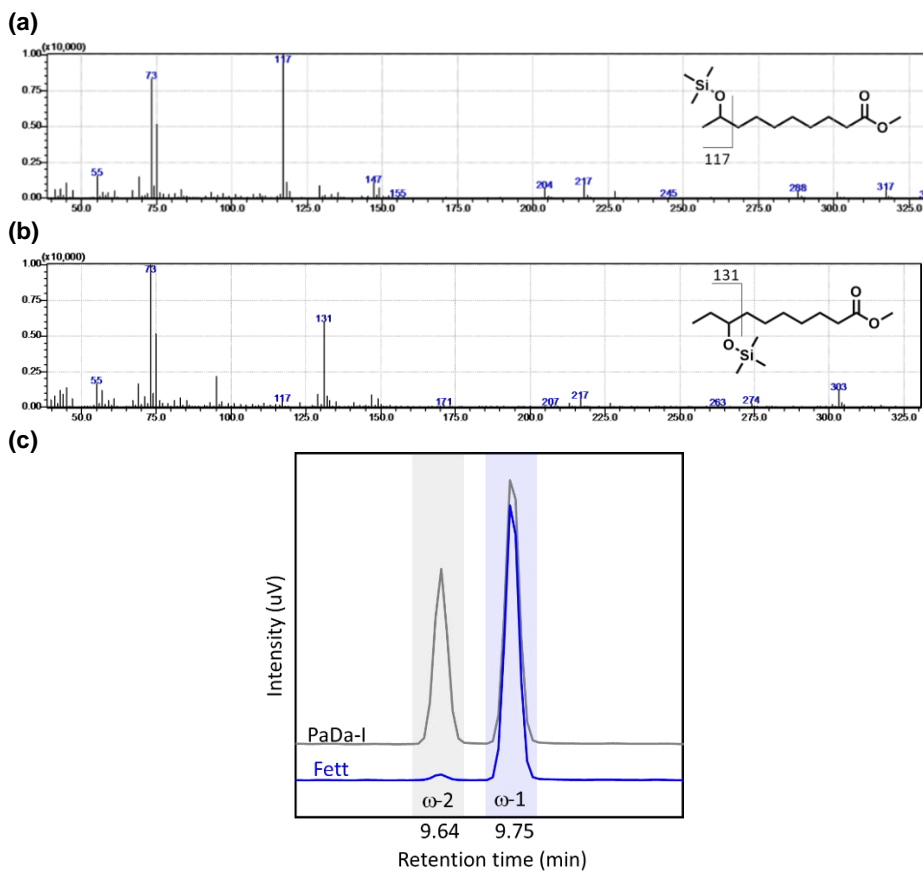 (a)
(x10,000)
1.00
0.75
0.50
0.25
0.00
55
73
117
147
155
204
217
245
288
317
3
Si
O
O
O
117
50.0 75.0 100.0 125.0 150.0 175.0 200.0 225.0 250.0 275.0 300.0 325.0
(b)
(x10,000)
1.00
0.75
0.50
0.25
0.00
55
73
117
131
171
207
217
263
274
303
131
O
O
O
Si
50.0 75.0 100.0 125.0 150.0 175.0 200.0 225.0 250.0 275.0 300.0 325.0
(c)
Intensity (uV)
PaDa-I
Fett
ω-2 ω-1
9.64 9.75
Retention time (min)